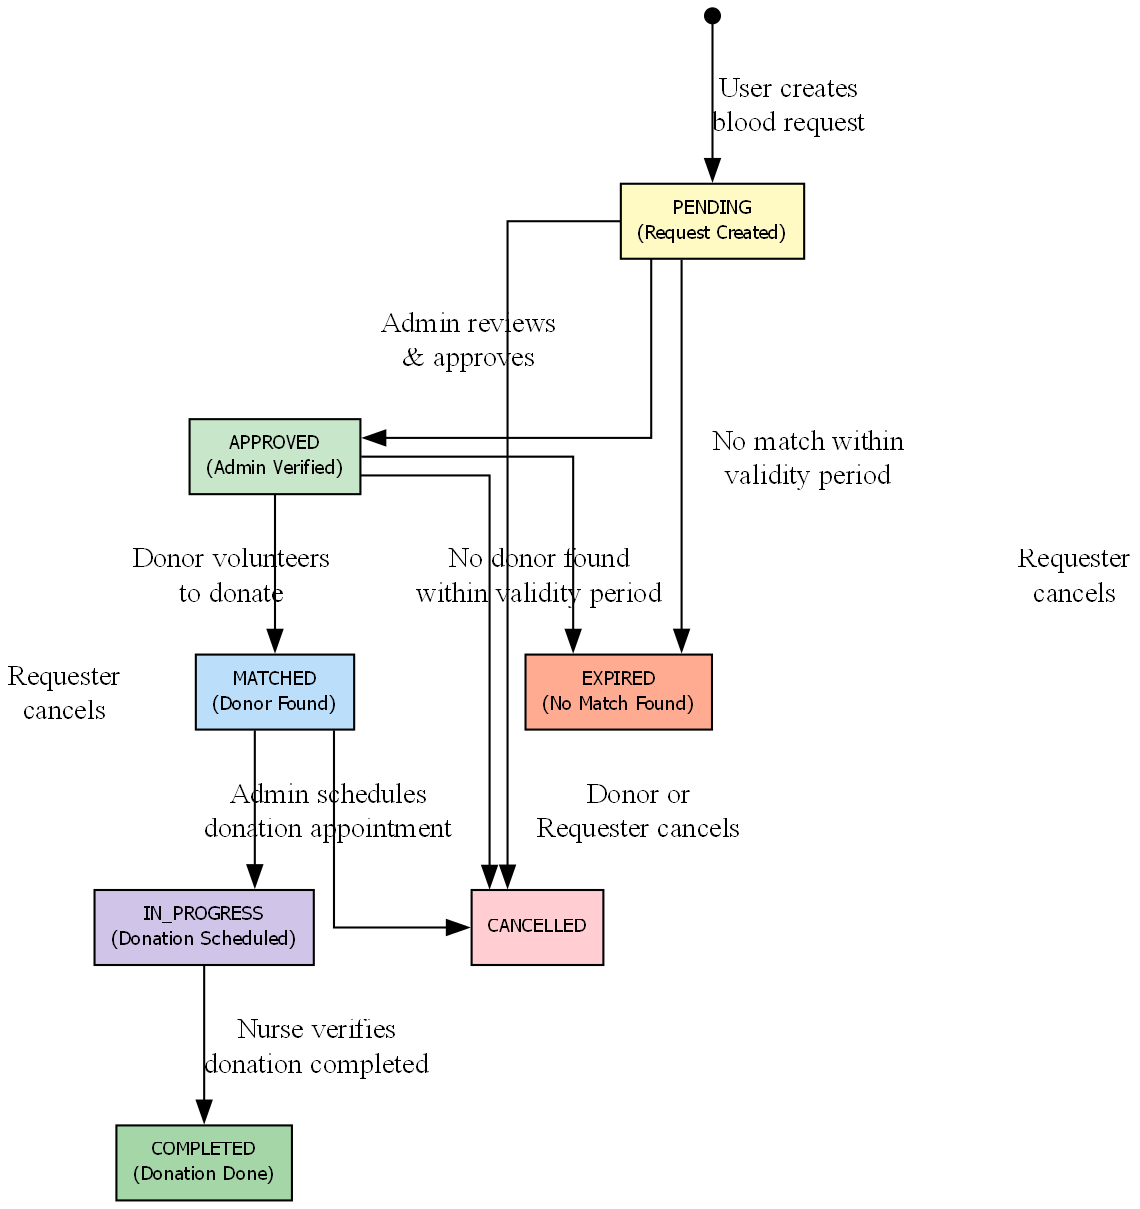 User creates
blood request
PENDING
(Request Created)
Admin reviews
& approves
APPROVED
(Admin Verified)
No match within
validity period
Donor volunteers
to donate
No donor found
within validity period
Requester
cancels
Requester
cancels
MATCHED
(Donor Found)
EXPIRED
(No Match Found)
Admin schedules
donation appointment
Donor or
Requester cancels
IN_PROGRESS
(Donation Scheduled)
CANCELLED
Nurse verifies
donation completed
COMPLETED
(Donation Done)